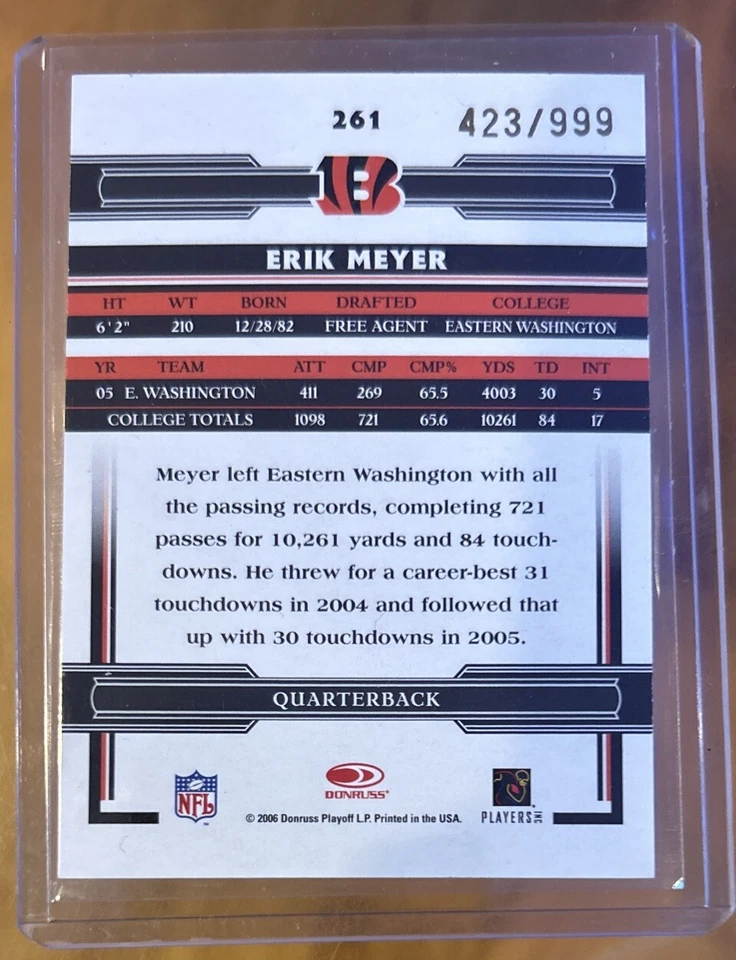 261 423/999
B
ERIK MEYER
HT WT BORN DRAFTED COLLEGE
6'2" 210 12/28/82 FREE AGENT EASTERN WASHINGTON
YR TEAM ATT CMP CMP% YDS TD INT
05 E. WASHINGTON 411 269 65.5 4003 30 5
COLLEGE TOTALS 1098 721 65.6 10261 84 17
Meyer left Eastern Washington with all
the passing records, completing 721
passes for 10,261 yards and 84 touch-
downs. He threw for a career-best 31
touchdowns in 2004 and followed that
up with 30 touchdowns in 2005.
QUARTERBACK
NFL DONRUSS PLAYERS INC
© 2006 Donruss Playoff L.P. Printed in the USA.